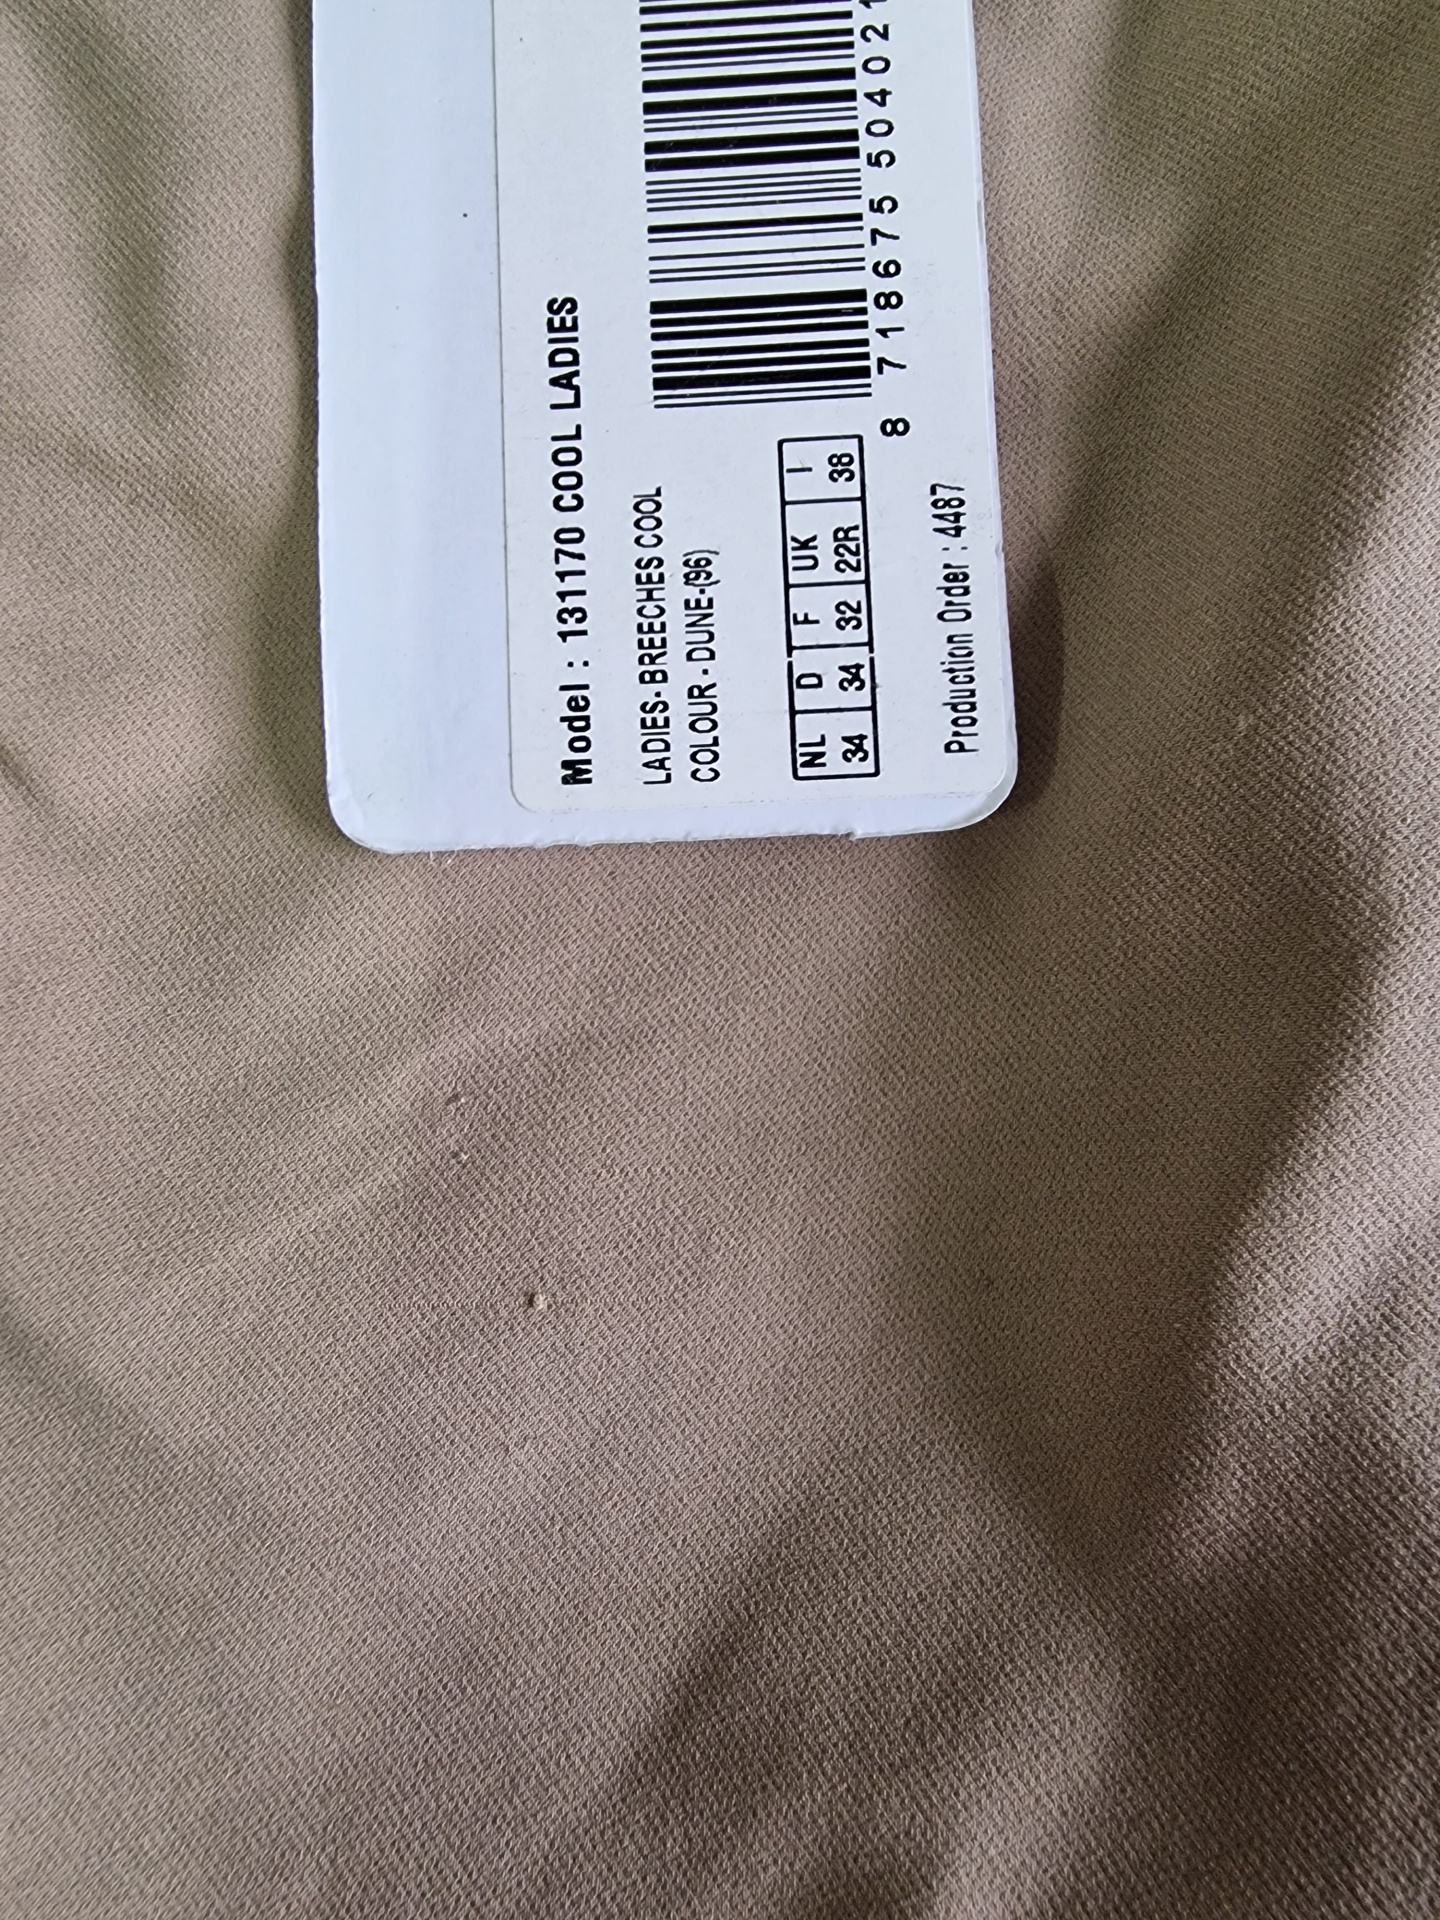 Model : 131170 COOL LADIES
LADIES- BREECHES COOL
COLOUR - DUNE-(96)
NL D F UK I
34 34 32 22R 38
8 718675 504021
Production Order : 4487